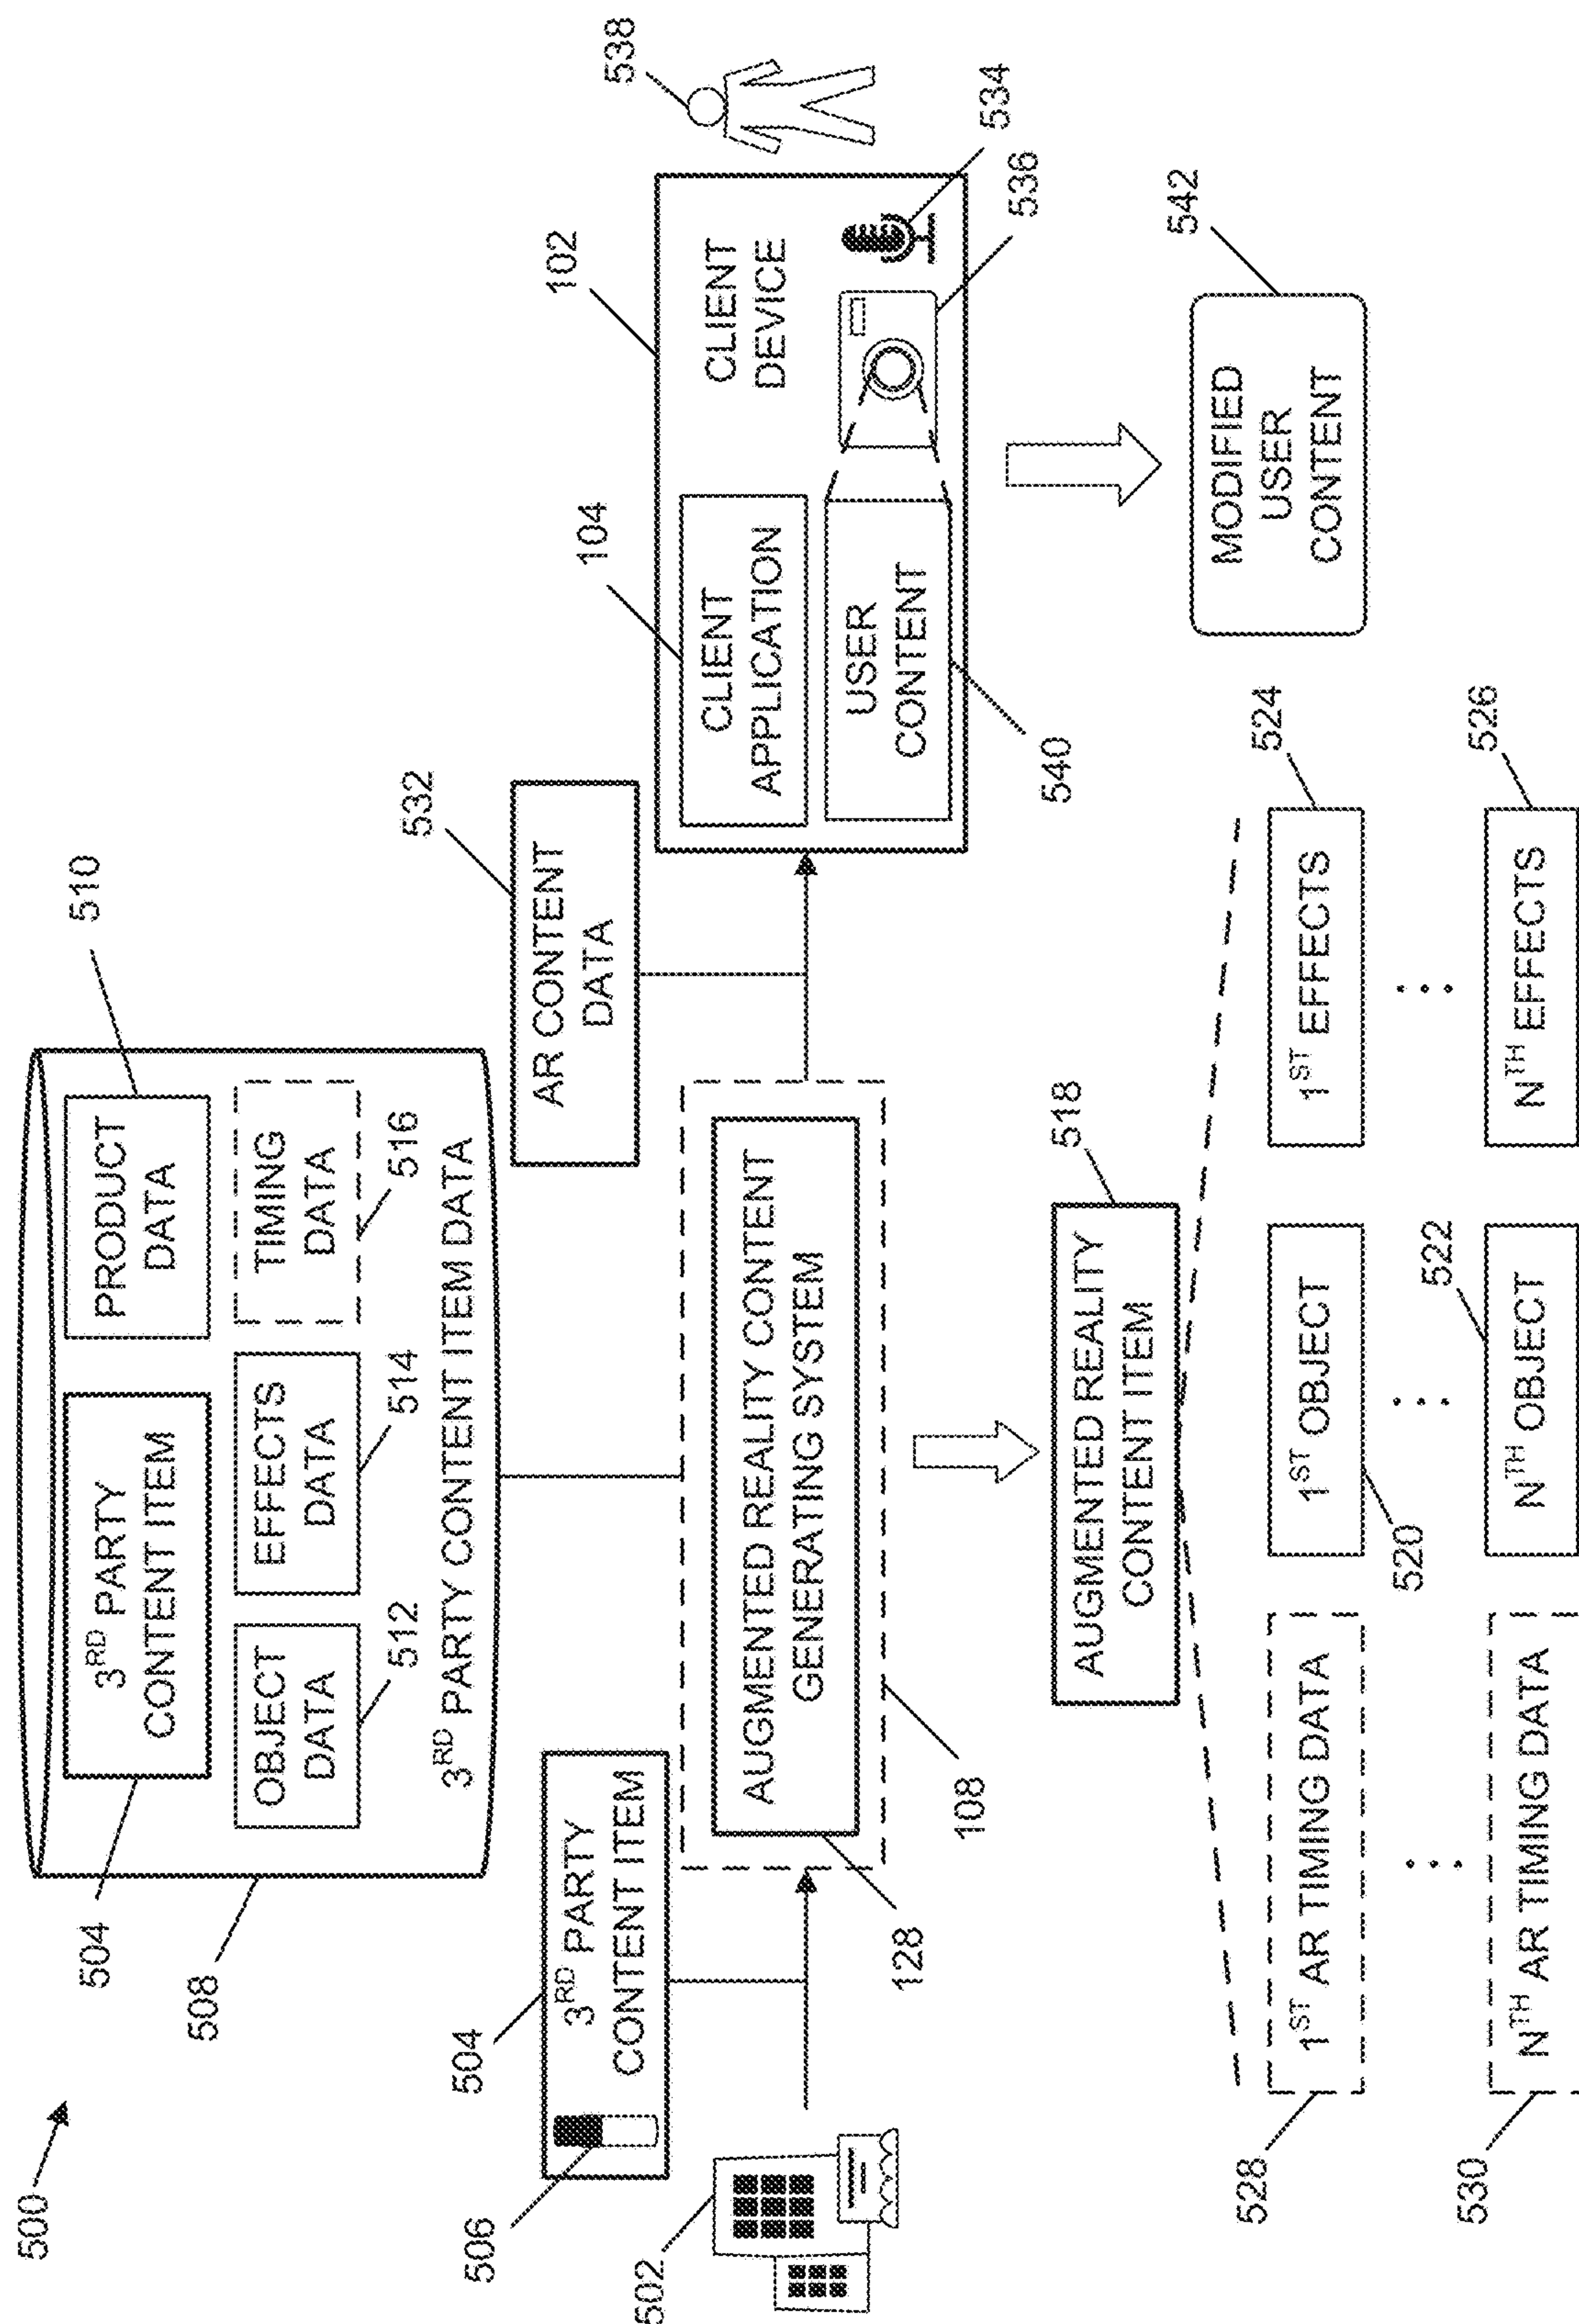 500
504
508
3RD PARTY
CONTENT ITEM
PRODUCT
DATA
510
OBJECT
DATA
512
EFFECTS
DATA
514
TIMING
DATA
516
3RD PARTY CONTENT ITEM DATA
506
504
3RD PARTY
CONTENT ITEM
532
AR CONTENT
DATA
502
128
AUGMENTED REALITY CONTENT
GENERATING SYSTEM
108
104
102
538
CLIENT
APPLICATION
CLIENT
DEVICE
USER
CONTENT
534
536
540
518
AUGMENTED REALITY
CONTENT ITEM
542
MODIFIED
USER
CONTENT
528
1ST AR TIMING DATA
520
1ST OBJECT
524
1ST EFFECTS
530
NTH AR TIMING DATA
522
NTH OBJECT
526
NTH EFFECTS